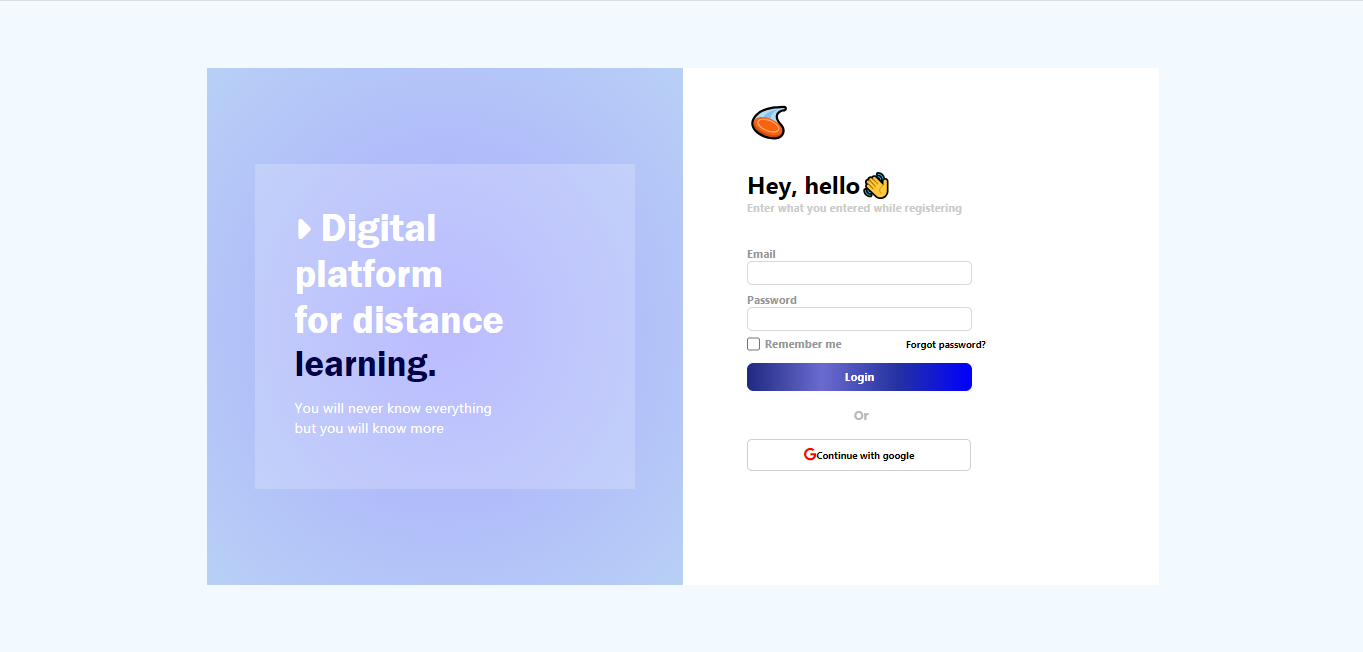 Digital
platform
for distance
learning.
You will never know everything
but you will know more
Hey, hello👋
Enter what you entered while registering
Email
Password
Remember me
Forgot password?
Login
Or
Continue with google